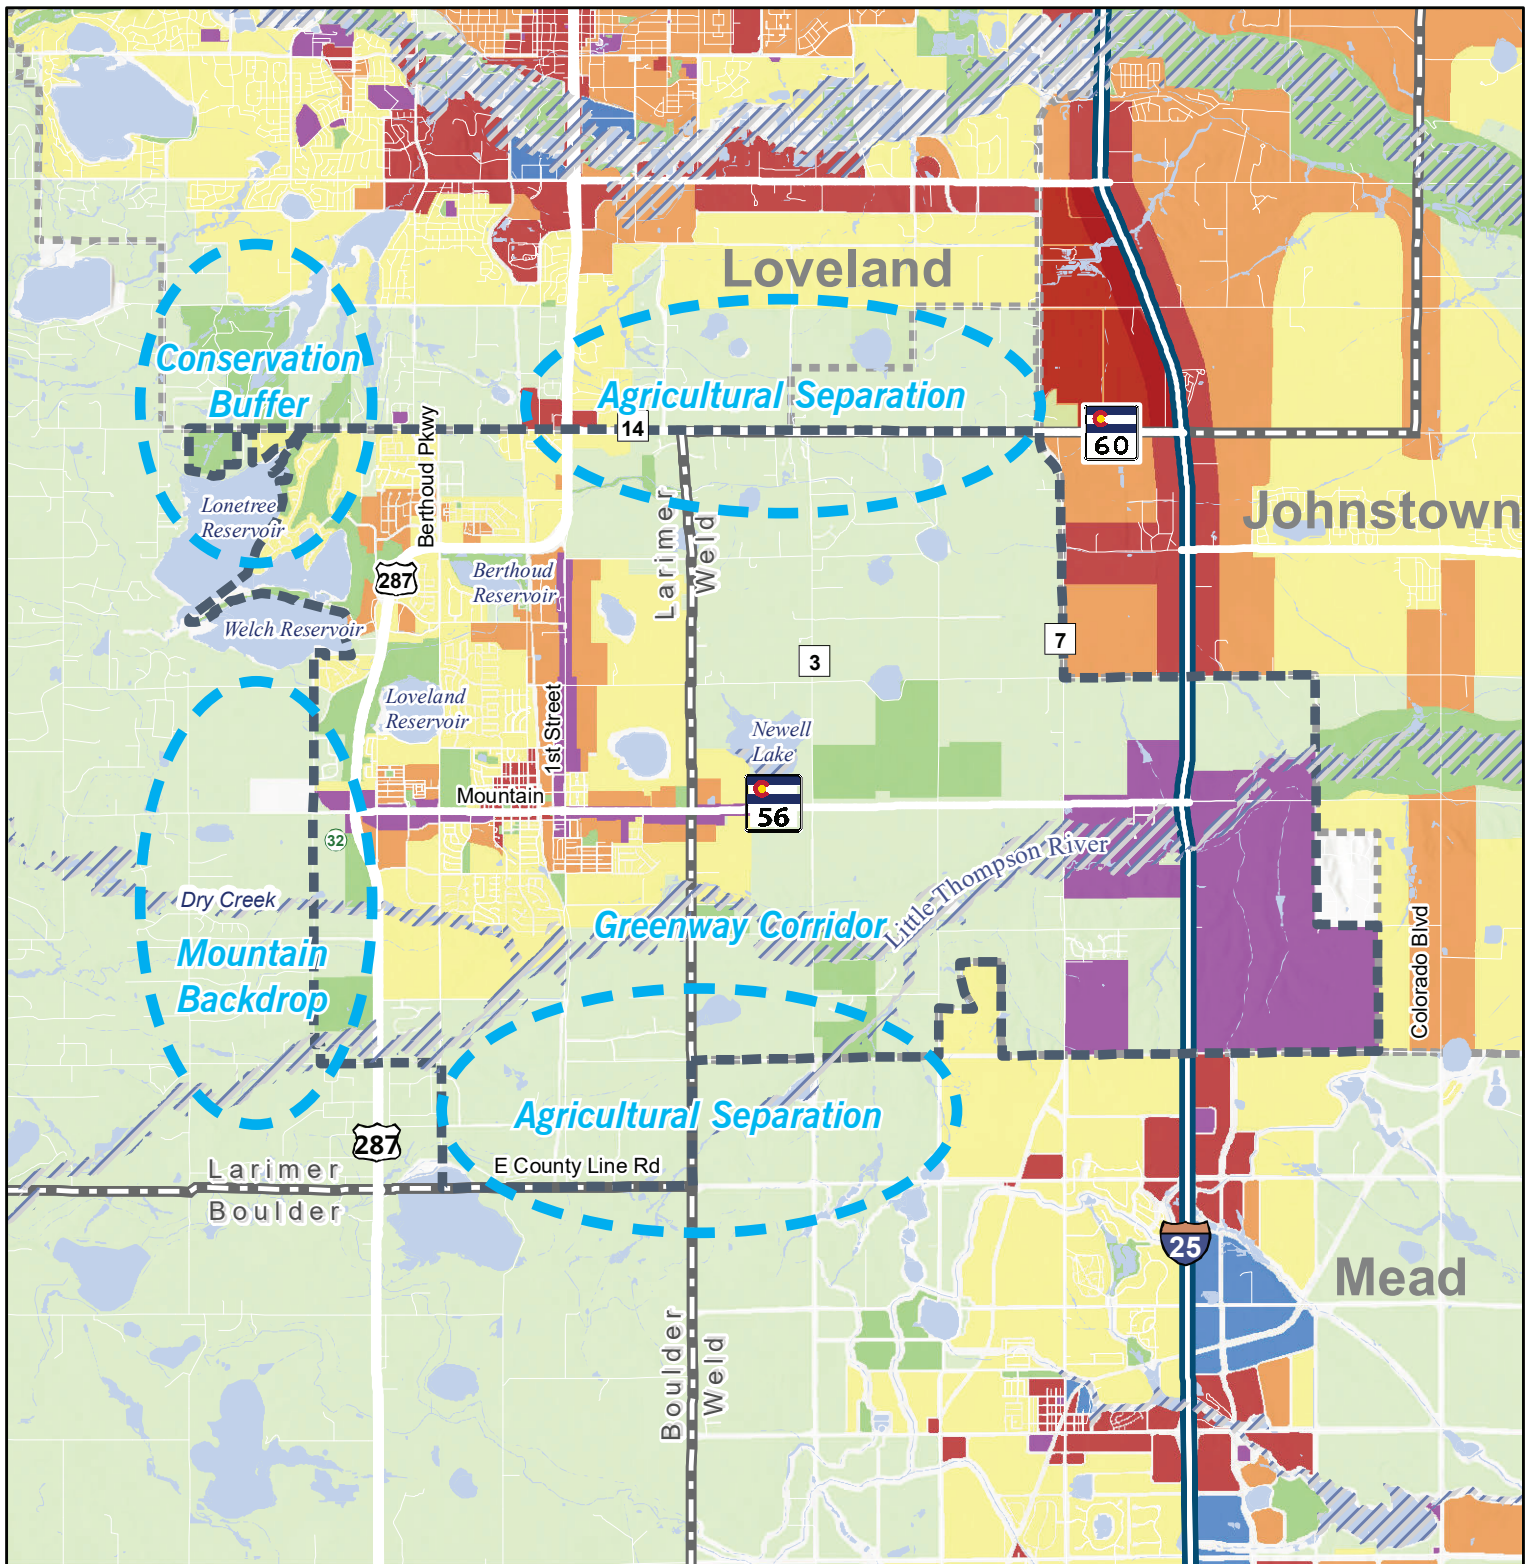 Loveland
Conservation
Buffer
Agricultural Separation
14
60
Berthoud Pkwy
Lonetree
Reservoir
Larimer
Weld
Johnstown
287
Berthoud
Reservoir
Welch Reservoir
7
3
Loveland
Reservoir
1st Street
Newell
Lake
Mountain
56
32
Little Thompson River
Dry Creek
Greenway Corridor
Colorado Blvd
Mountain
Backdrop
Agricultural Separation
287
E County Line Rd
Larimer
Boulder
25
Mead
Boulder
Weld